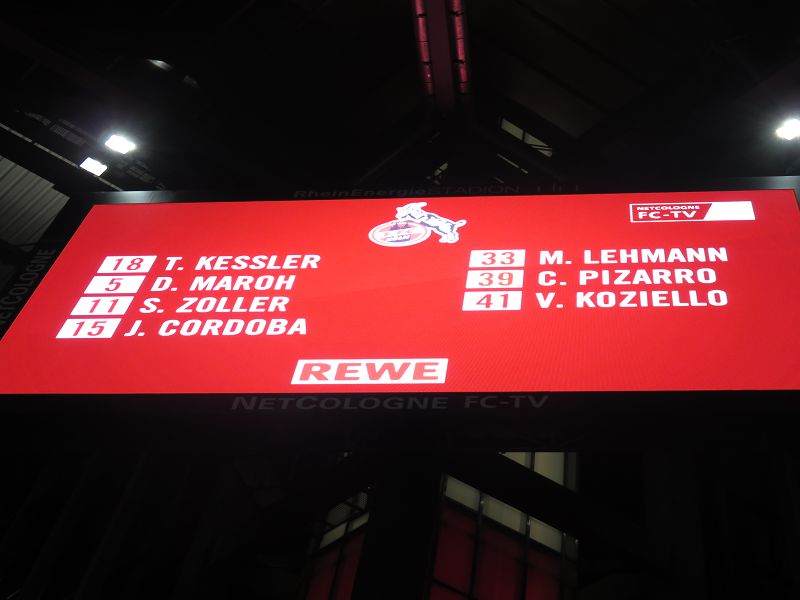 RheinEnergieSTADION
NETCOLOGNE
FC-TV
18 T. KESSLER
5 D. MAROH
11 S. ZOLLER
15 J. CORDOBA
33 M. LEHMANN
39 C. PIZARRO
41 V. KOZIELLO
REWE
NETCOLOGNE FC-TV
NETCOLOGNE